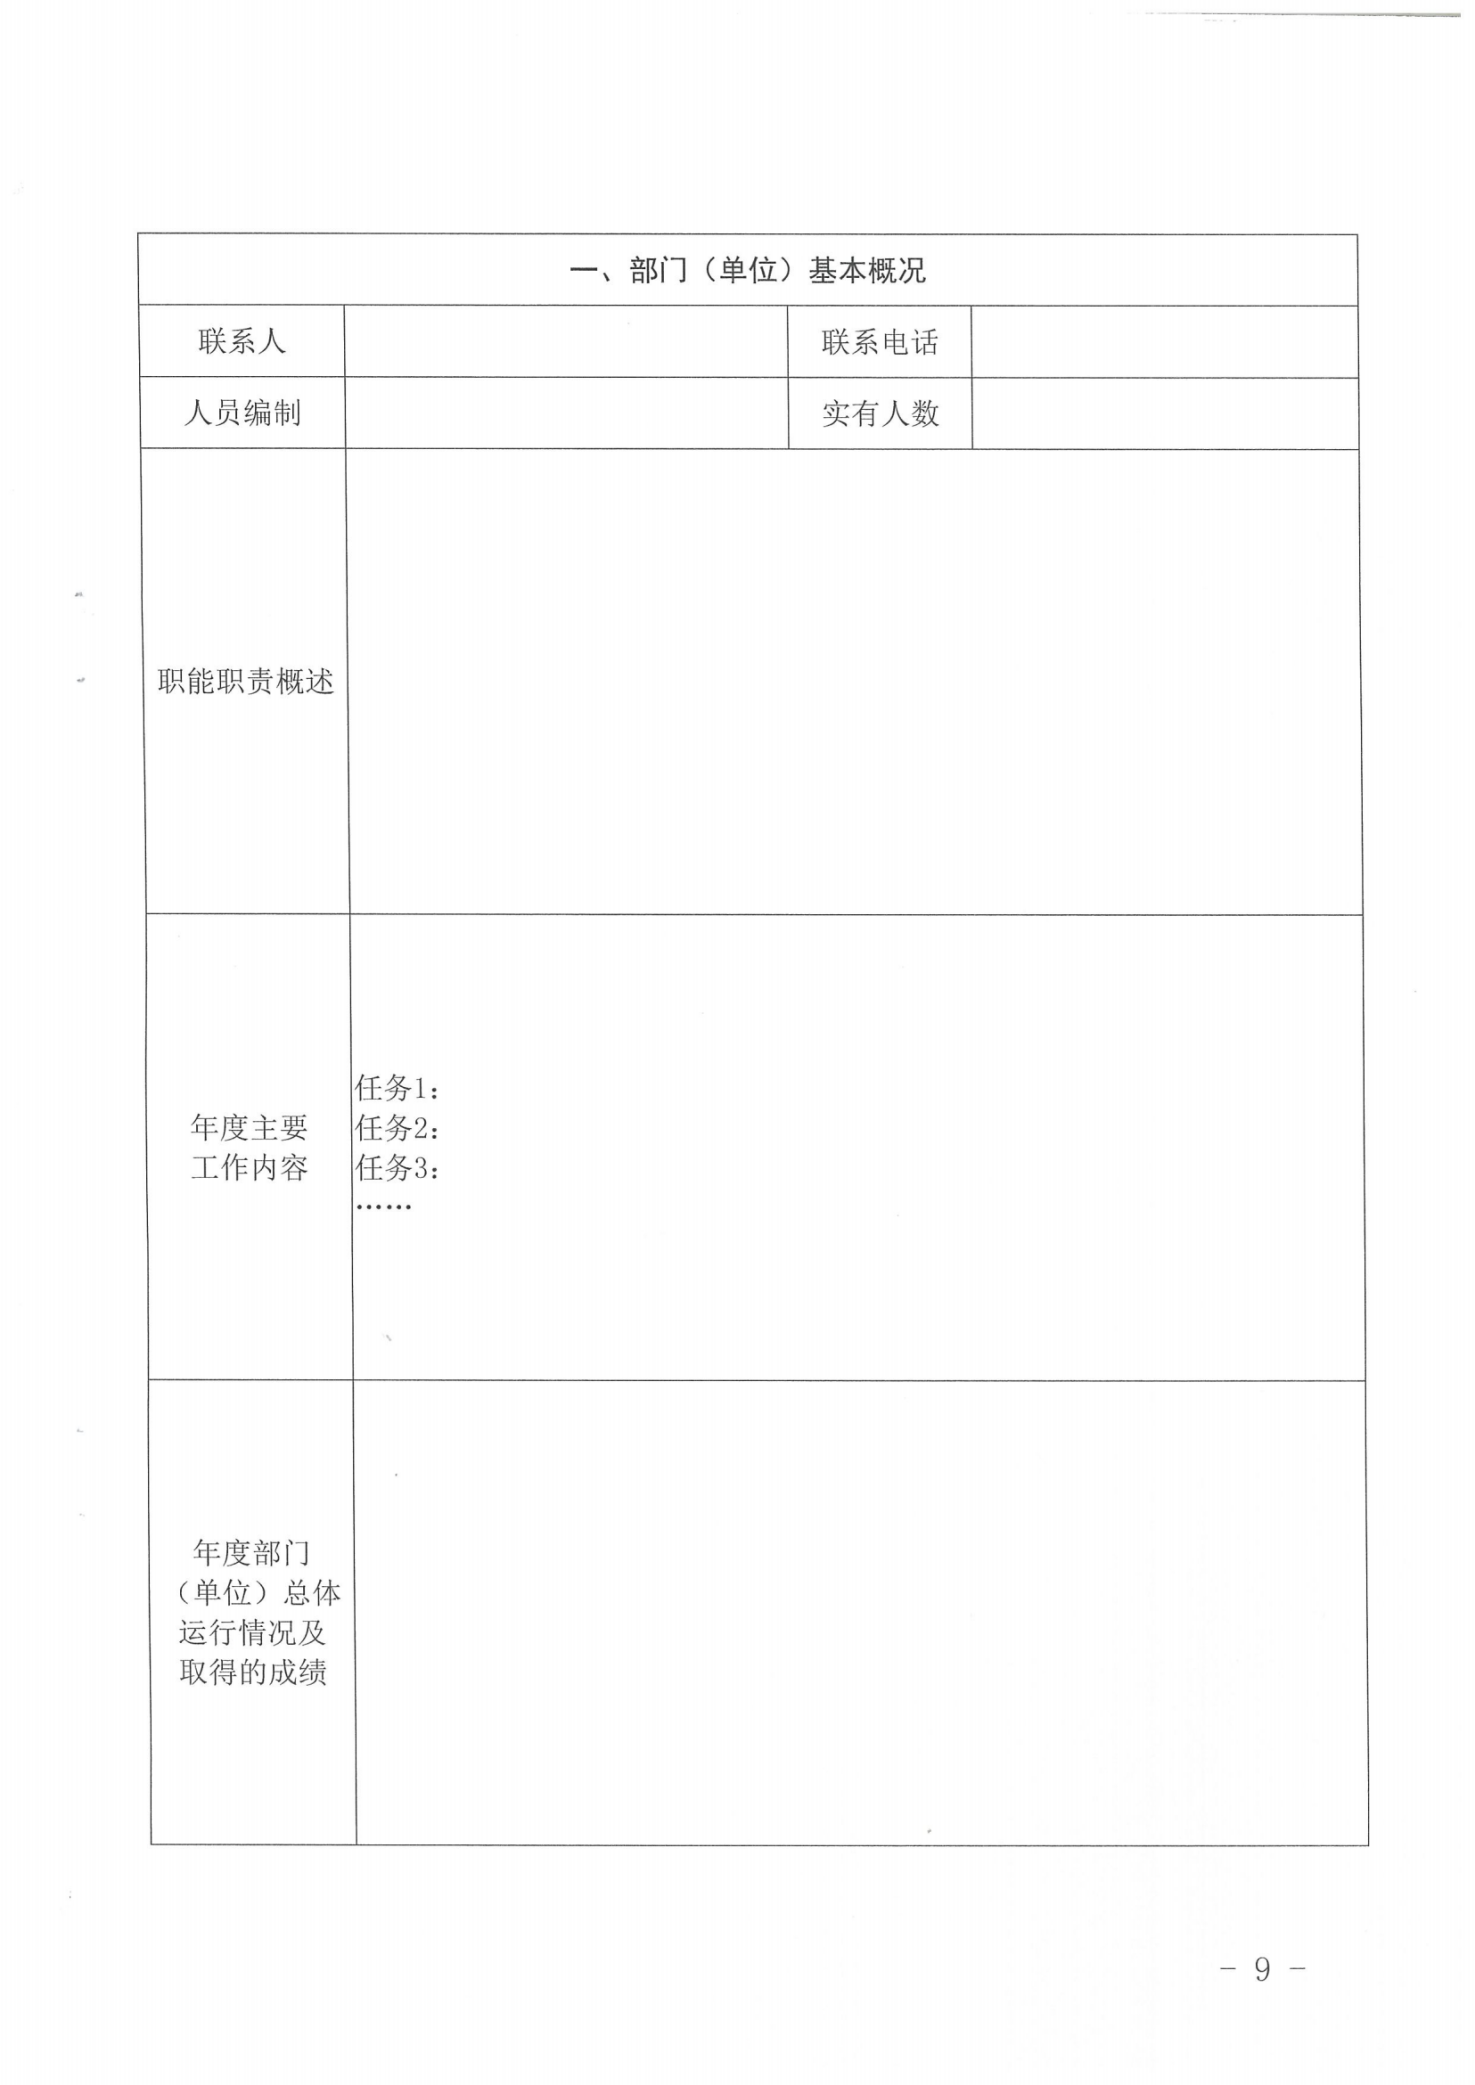 一、部门（单位）基本概况
联系人
联系电话
人员编制
实有人数
职能职责概述
年度主要
工作内容
任务1：
任务2：
任务3：
……
年度部门
（单位）总体
运行情况及
取得的成绩
- 9 -